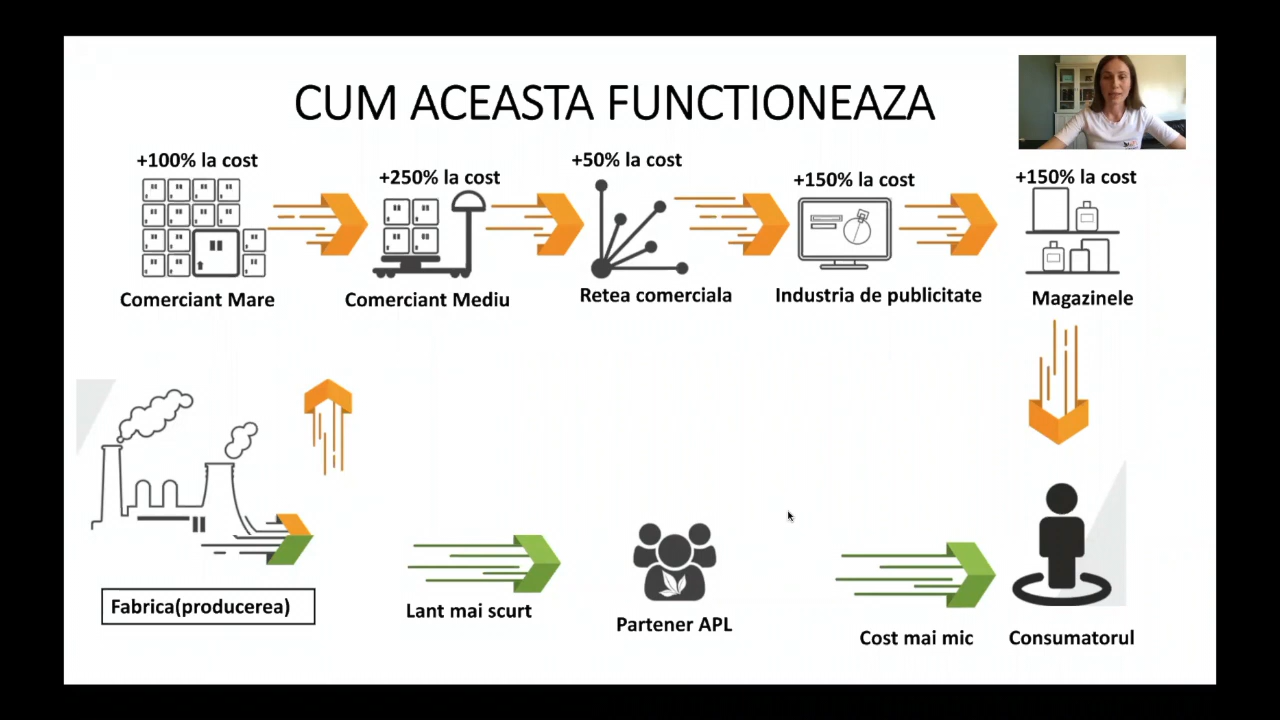 CUM ACEASTA FUNCTIONEAZA
+100% la cost
+250% la cost
+50% la cost
+150% la cost
+150% la cost
Comerciant Mare
Comerciant Mediu
Retea comerciala
Industria de publicitate
Magazinele
Fabrica(producerea)
Lant mai scurt
Partener APL
Cost mai mic
Consumatorul